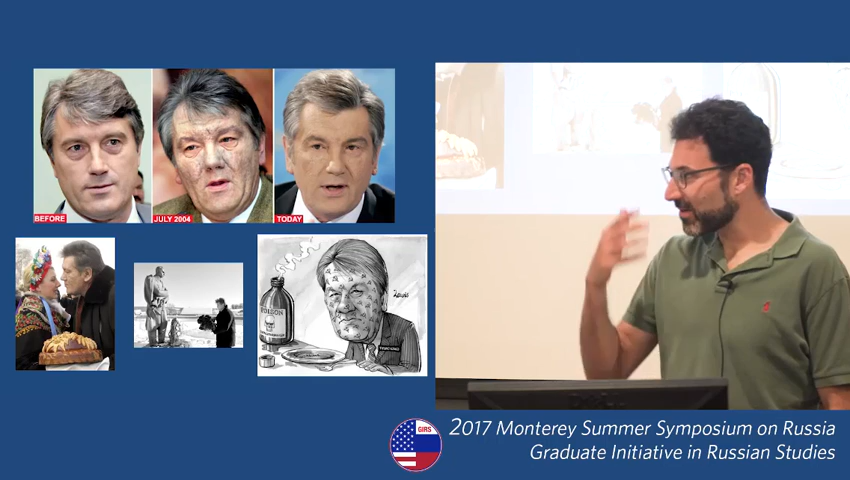 BEFORE
JULY 2004
TODAY
POISON
GIRS
2017 Monterey Summer Symposium on Russia
Graduate Initiative in Russian Studies